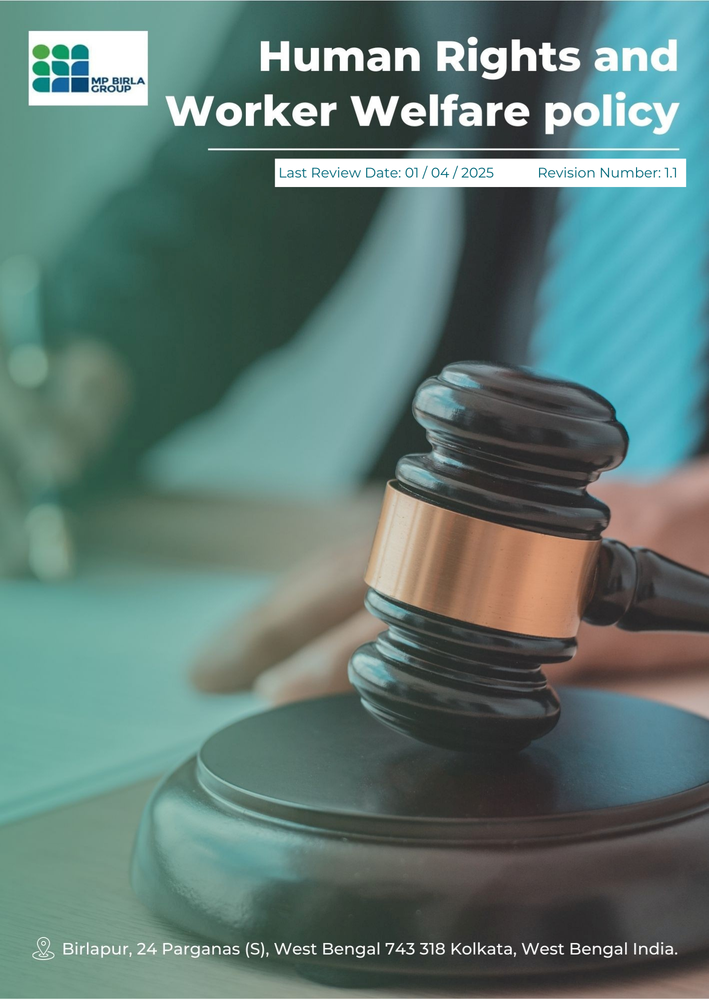 MP BIRLA
GROUP
Human Rights and
Worker Welfare policy
Last Review Date: 01 / 04 / 2025 Revision Number: 1.1
Birlapur, 24 Parganas (S), West Bengal 743 318 Kolkata, West Bengal India.